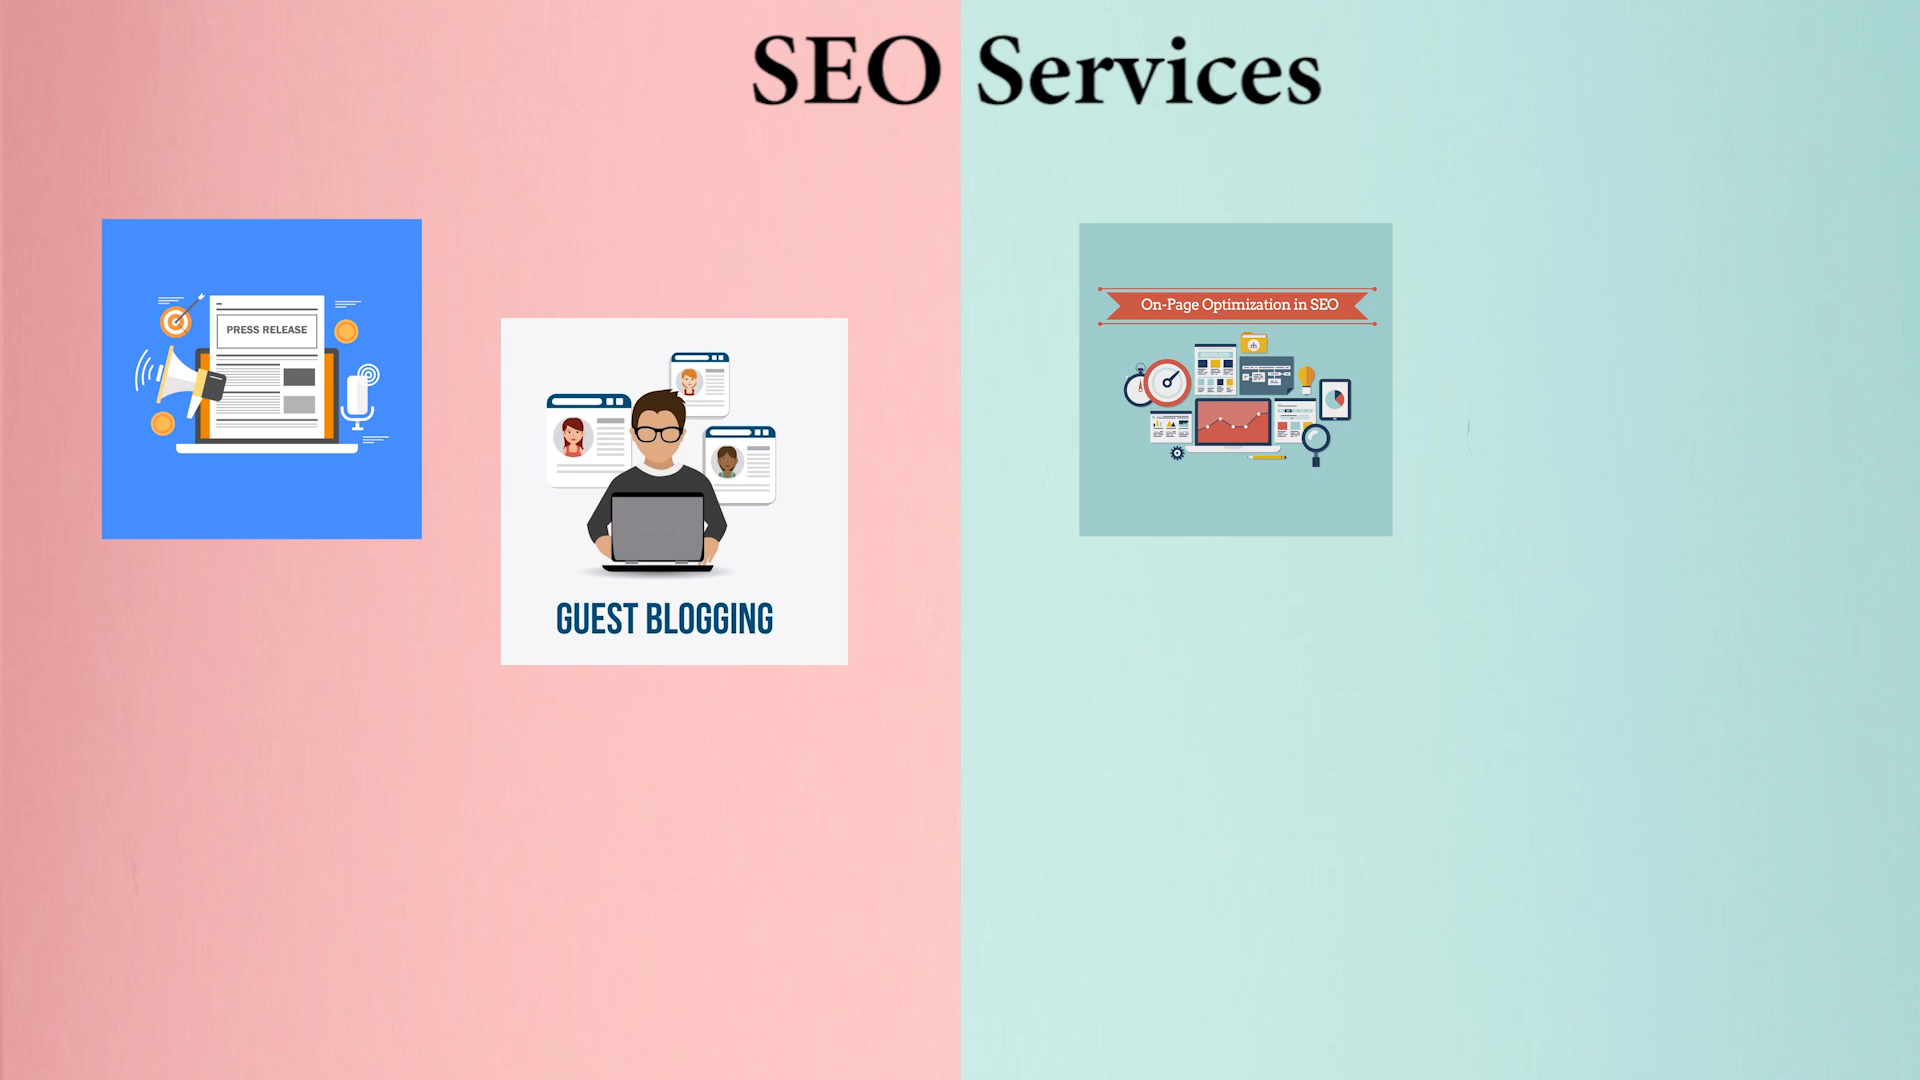 SEO Services
PRESS RELEASE
GUEST BLOGGING
On-Page Optimization in SEO